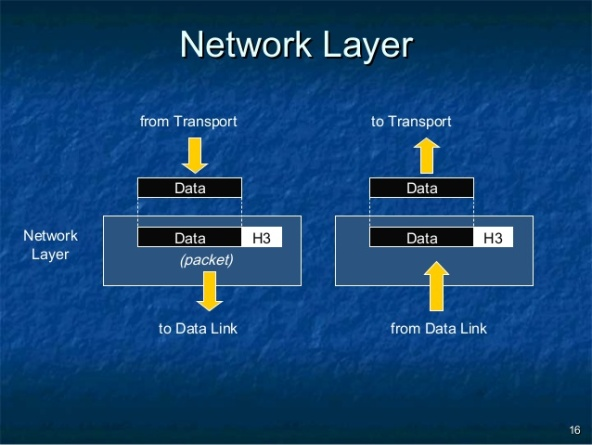 Network Layer
from Transport
to Transport
Data
Data
Network
Layer
Data H3
(packet)
Data H3
to Data Link
from Data Link
16